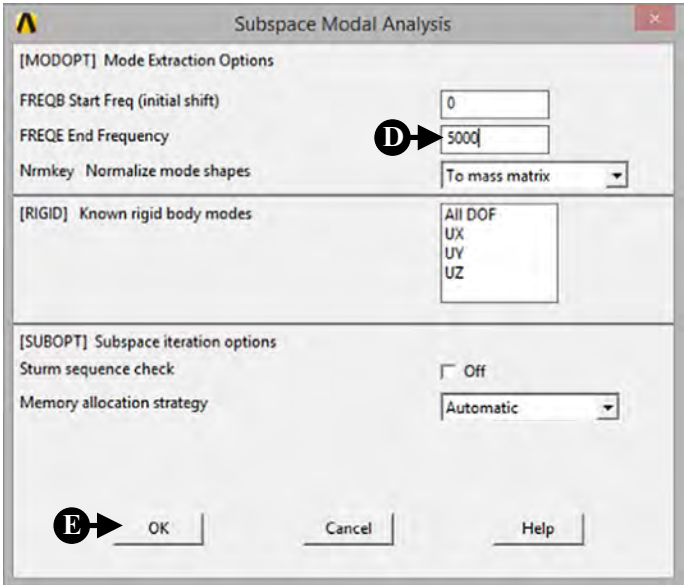 Subspace Modal Analysis
[MODOPT] Mode Extraction Options
FREQB Start Freq (initial shift) 0
FREQE End Frequency D 5000
Nrmkey Normalize mode shapes To mass matrix
[RIGID] Known rigid body modes All DOF
UX
UY
UZ
[SUBOPT] Subspace iteration options
Sturm sequence check Off
Memory allocation strategy Automatic
E OK Cancel Help